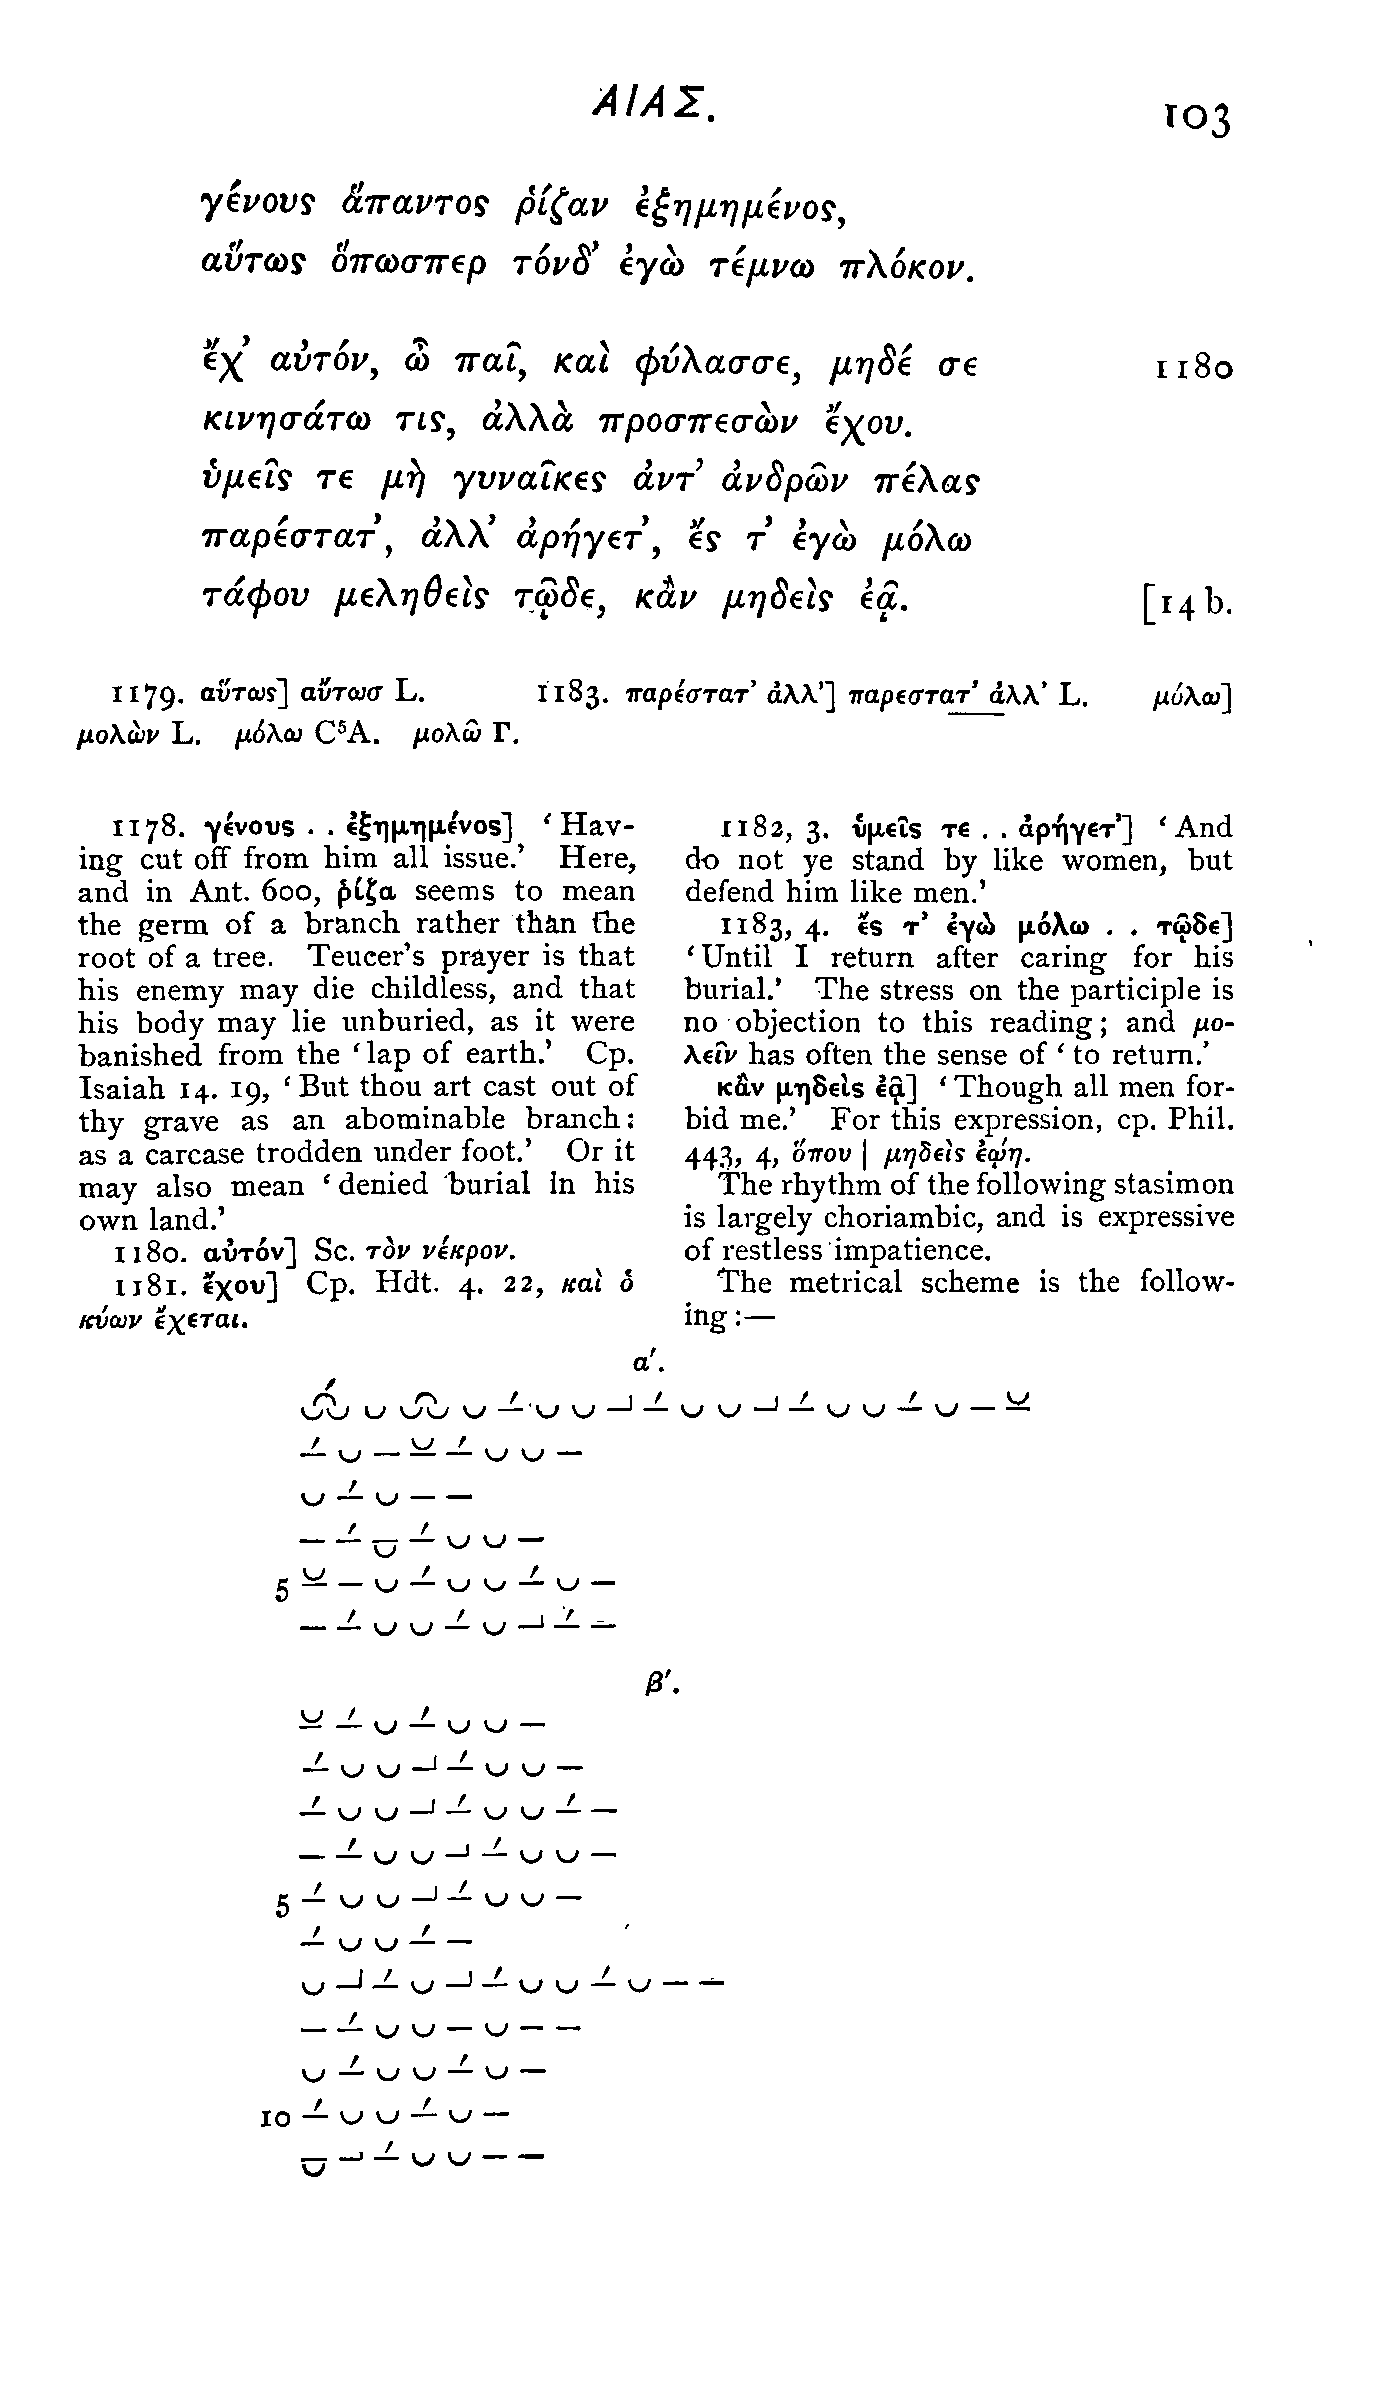 ΑΙΑΣ.
103
γένους ἅπαντος ῥίζαν ἐξημημένος,
αὔτως ὅπωσπερ τόνδ’ ἐγὼ τέμνω πλόκον.
ἔχ’ αὐτόν, ὦ παῖ, καὶ φύλασσε, μηδέ σε 1180
κινησάτω τις, ἀλλὰ προσπεσὼν ἔχου.
ὑμεῖς τε μὴ γυναῖκες ἀντ’ ἀνδρῶν πέλας
παρέστατ’, ἀλλ’ ἀρήγετ’, ἔς τ’ ἐγὼ μόλω
τάφου μεληθεὶς τῷδε, κἂν μηδεὶς ἐᾷ. [14 b.
1179. αὔτως] αὔτωσ L. 1183. παρέστατ’ ἀλλ’] παρεστατ’ ἀλλ’ L. μόλω]
μολὼν L. μόλω C⁵A. μολῶ Γ.
1178. γένους . . ἐξημημένος] ‘Hav-
ing cut off from him all issue.’ Here,
and in Ant. 600, ῥίζα seems to mean
the germ of a branch rather than the
root of a tree. Teucer’s prayer is that
his enemy may die childless, and that
his body may lie unburied, as it were
banished from the ‘lap of earth.’ Cp.
Isaiah 14. 19, ‘But thou art cast out of
thy grave as an abominable branch:
as a carcase trodden under foot.’ Or it
may also mean ‘denied burial in his
own land.’
1180. αὐτόν] Sc. τὸν νέκρον.
1181. ἔχου] Cp. Hdt. 4. 22, καὶ ὁ
κύων ἔχεται.
1182, 3. ὑμεῖς τε . . ἀρήγετ’] ‘And
do not ye stand by like women, but
defend him like men.’
1183, 4. ἔς τ’ ἐγὼ μόλω . . τῷδε]
‘Until I return after caring for his
burial.’ The stress on the participle is
no objection to this reading; and μο-
λεῖν has often the sense of ‘to return.’
κἂν μηδεὶς ἐᾷ] ‘Though all men for-
bid me.’ For this expression, cp. Phil.
443, 4, ὅπου | μηδεὶς ἐῴη.
The rhythm of the following stasimon
is largely choriambic, and is expressive
of restless impatience.
The metrical scheme is the follow-
ing:—
α′.
5
β′.
5
10